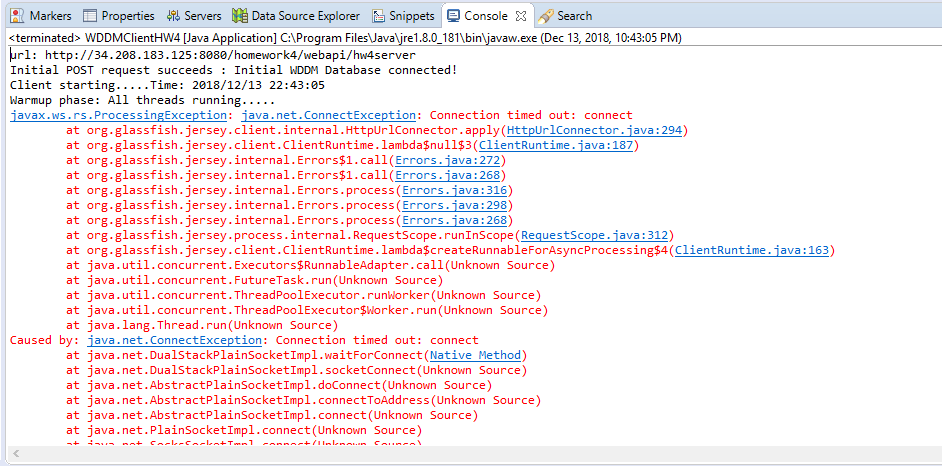 Markers Properties Servers Data Source Explorer Snippets Console Search
<terminated> WDDMClientHW4 [Java Application] C:\Program Files\Java\jre1.8.0_181\bin\javaw.exe (Dec 13, 2018, 10:43:05 PM)
url: http://34.208.183.125:8080/homework4/webapi/hw4server
Initial POST request succeeds : Initial WDDM Database connected!
Client starting.....Time: 2018/12/13 22:43:05
Warmup phase: All threads running.....
javax.ws.rs.ProcessingException: java.net.ConnectException: Connection timed out: connect
at org.glassfish.jersey.client.internal.HttpUrlConnector.apply(HttpUrlConnector.java:294)
at org.glassfish.jersey.client.ClientRuntime.lambda$null$3(ClientRuntime.java:187)
at org.glassfish.jersey.internal.Errors$1.call(Errors.java:272)
at org.glassfish.jersey.internal.Errors$1.call(Errors.java:268)
at org.glassfish.jersey.internal.Errors.process(Errors.java:316)
at org.glassfish.jersey.internal.Errors.process(Errors.java:298)
at org.glassfish.jersey.internal.Errors.process(Errors.java:268)
at org.glassfish.jersey.process.internal.RequestScope.runInScope(RequestScope.java:312)
at org.glassfish.jersey.client.ClientRuntime.lambda$createRunnableForAsyncProcessing$4(ClientRuntime.java:163)
at java.util.concurrent.Executors$RunnableAdapter.call(Unknown Source)
at java.util.concurrent.FutureTask.run(Unknown Source)
at java.util.concurrent.ThreadPoolExecutor.runWorker(Unknown Source)
at java.util.concurrent.ThreadPoolExecutor$Worker.run(Unknown Source)
at java.lang.Thread.run(Unknown Source)
Caused by: java.net.ConnectException: Connection timed out: connect
at java.net.DualStackPlainSocketImpl.waitForConnect(Native Method)
at java.net.DualStackPlainSocketImpl.socketConnect(Unknown Source)
at java.net.AbstractPlainSocketImpl.doConnect(Unknown Source)
at java.net.AbstractPlainSocketImpl.connectToAddress(Unknown Source)
at java.net.AbstractPlainSocketImpl.connect(Unknown Source)
at java.net.PlainSocketImpl.connect(Unknown Source)
at java.net.SocksSocketImpl.connect(Unknown Source)